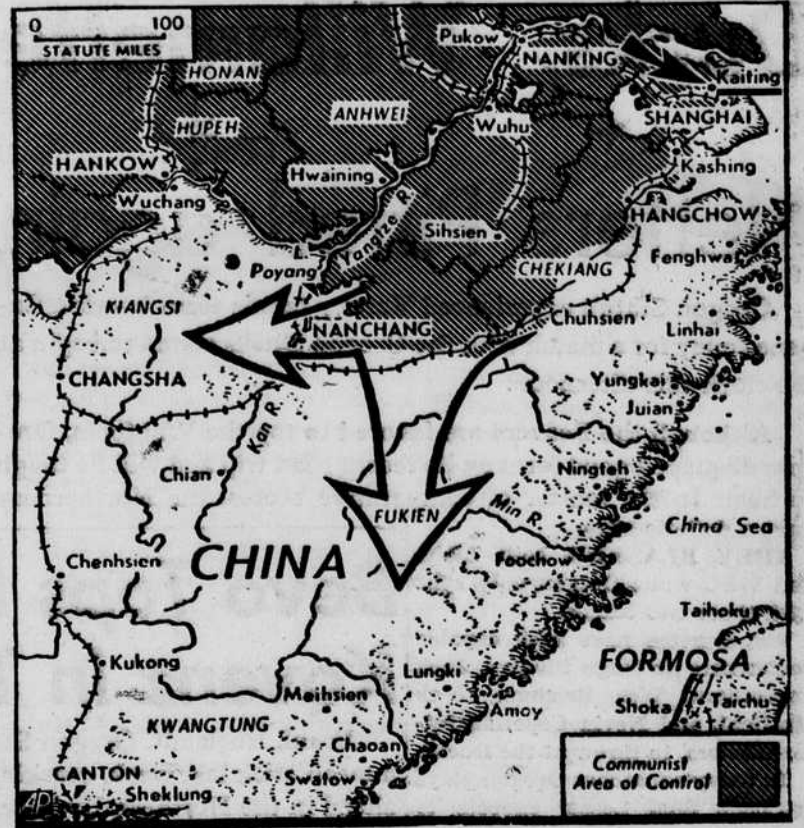 0 100
STATUTE MILES
Pukow
NANKING
Kaiting
HONAN
ANHWEI
Wuhu
SHANGHAI
HUPEH
HANKOW
Hwaining
Kashing
Wuchang
Yangtze R.
HANGCHOW
Sihsien
L.
Poyang
CHEKIANG
Fenghwa
KIANGSI
NANCHANG
Chuhsien
Linhai
CHANGSHA
Yungkai
Juian
Kan R.
Chian
Ningteh
FUKIEN
Min R.
China Sea
CHINA
Foochow
Chenhsien
Taihoku
FORMOSA
Kukong
Lungki
Meihsien
Amoy
Shoka
Taichu
KWANGTUNG
Chaoan
Communist
Area of Control
CANTON
Swatow
Sheklung
AP